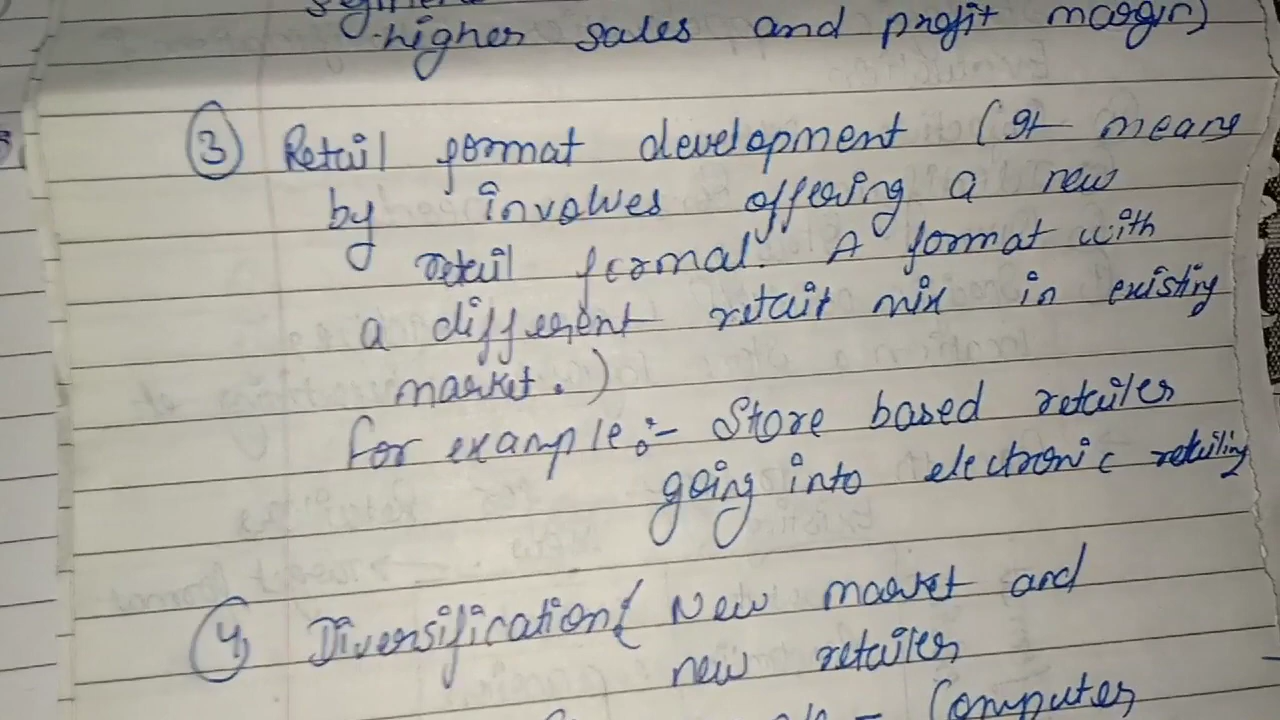 higher sales and profit margin)
③ Retail format development (It means
by involves offering a new
retail format. A format with
a different retail mix in existing
market.)
for example:- Store based retailer
going into electronic retailing
④ Diversification { New market and
new retailer
Computer